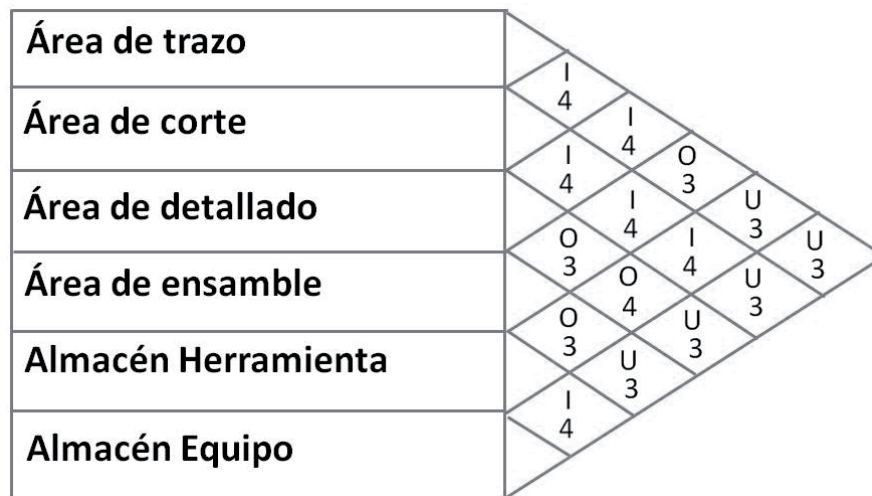 Área de trazo
Área de corte
Área de detallado
Área de ensamble
Almacén Herramienta
Almacén Equipo
I
4
I
4
O
3
U
3
U
3
I
4
I
4
I
4
U
3
O
3
O
4
U
3
O
3
U
3
I
4